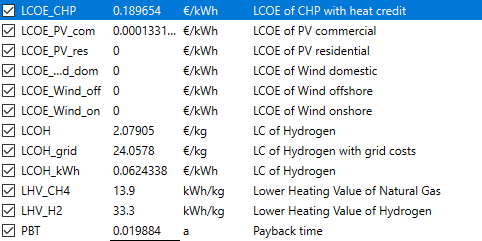 LCOE_CHP 0.189654 €/kWh LCOE of CHP with heat credit
LCOE_PV_com 0.0001331... €/kWh LCOE of PV commercial
LCOE_PV_res 0 €/kWh LCOE of PV residential
LCOE_...d_dom 0 €/kWh LCOE of Wind domestic
LCOE_Wind_off 0 €/kWh LCOE of Wind offshore
LCOE_Wind_on 0 €/kWh LCOE of Wind onshore
LCOH 2.07905 €/kg LC of Hydrogen
LCOH_grid 24.0578 €/kg LC of Hydrogen with grid costs
LCOH_kWh 0.0624338 €/kWh LC of Hydrogen
LHV_CH4 13.9 kWh/kg Lower Heating Value of Natural Gas
LHV_H2 33.3 kWh/kg Lower Heating Value of Hydrogen
PBT 0.019884 a Payback time